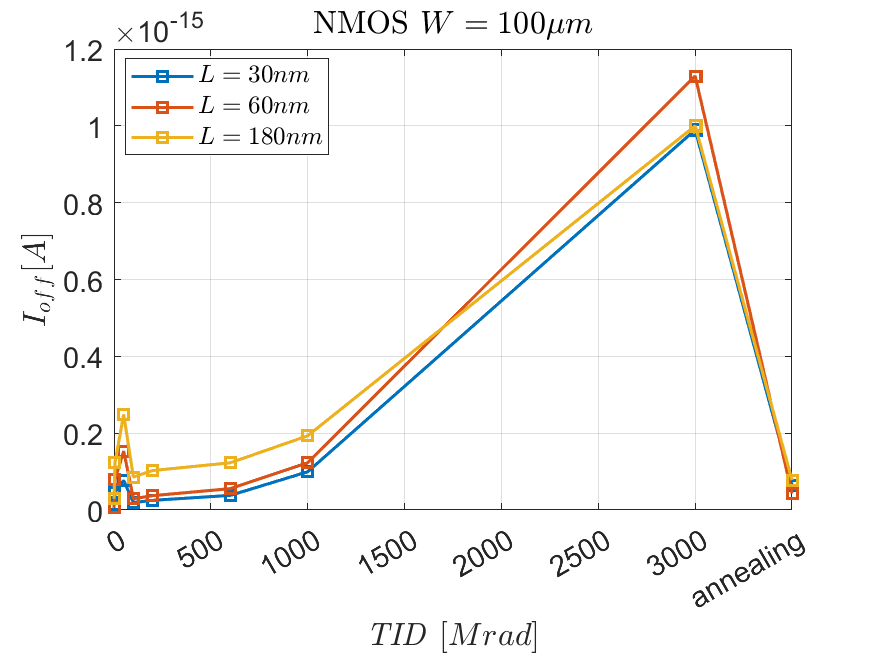 ×10^-15
NMOS W = 100μm
1.2
1
0.8
0.6
0.4
0.2
0
I_off[A]
L = 30nm
L = 60nm
L = 180nm
0
500
1000
1500
2000
2500
3000
annealing
TID [Mrad]